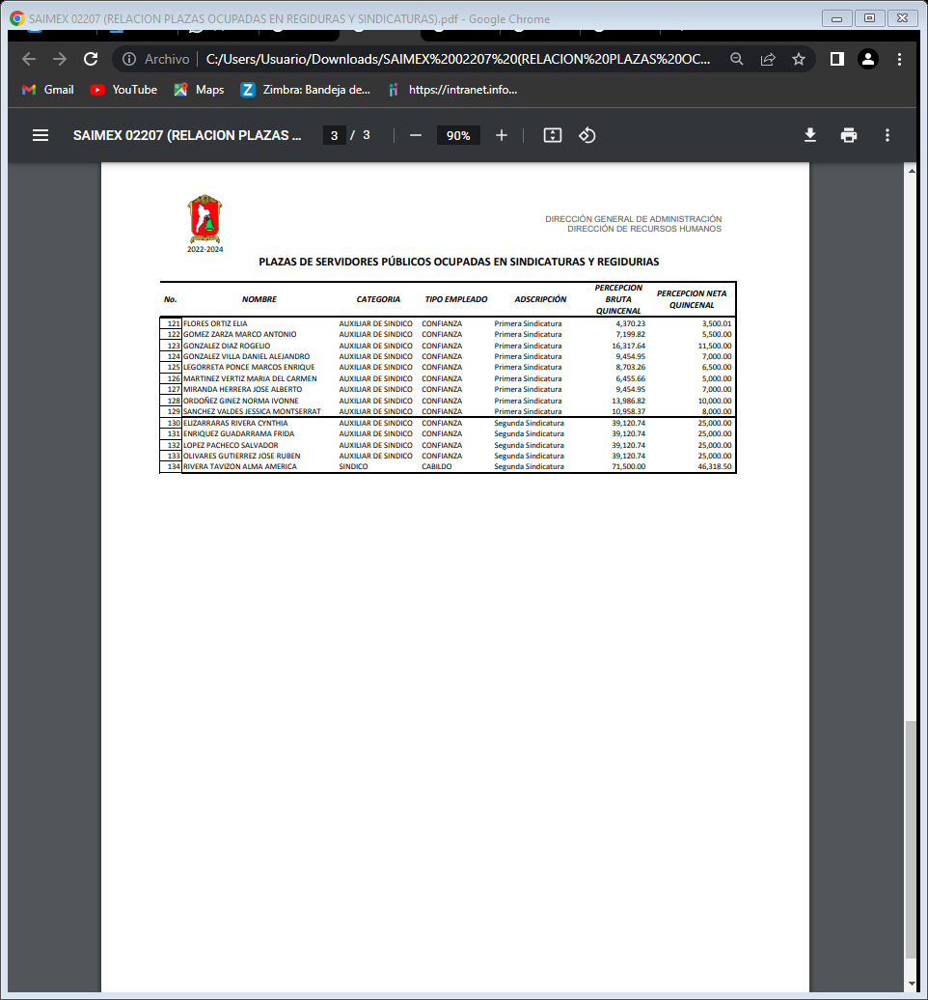 SAIMEX 02207 (RELACION PLAZAS OCUPADAS EN REGIDURAS Y SINDICATURAS).pdf - Google Chrome
Archivo C:/Users/Usuario/Downloads/SAIMEX%2002207%20(RELACION%20PLAZAS%20OC...
Gmail YouTube Maps Zimbra: Bandeja de... https://intranet.info...
SAIMEX 02207 (RELACION PLAZAS ... 3 / 3 90%
DIRECCIÓN GENERAL DE ADMINISTRACIÓN
DIRECCIÓN DE RECURSOS HUMANOS
2022-2024
PLAZAS DE SERVIDORES PÚBLICOS OCUPADAS EN SINDICATURAS Y REGIDURIAS
No. NOMBRE CATEGORIA TIPO EMPLEADO ADSCRIPCIÓN PERCEPCION BRUTA QUINCENAL PERCEPCION NETA QUINCENAL
121 FLORES ORTIZ ELIA AUXILIAR DE SINDICO CONFIANZA Primera Sindicatura 4,370.23 3,500.01
122 GOMEZ ZARZA MARCO ANTONIO AUXILIAR DE SINDICO CONFIANZA Primera Sindicatura 7,199.82 5,500.00
123 GONZALEZ DIAZ ROGELIO AUXILIAR DE SINDICO CONFIANZA Primera Sindicatura 16,317.64 11,500.00
124 GONZALEZ VILLA DANIEL ALEJANDRO AUXILIAR DE SINDICO CONFIANZA Primera Sindicatura 9,454.95 7,000.00
125 LEGORRETA PONCE MARCOS ENRIQUE AUXILIAR DE SINDICO CONFIANZA Primera Sindicatura 8,703.26 6,500.00
126 MARTINEZ VERTIZ MARIA DEL CARMEN AUXILIAR DE SINDICO CONFIANZA Primera Sindicatura 6,455.66 5,000.00
127 MIRANDA HERRERA JOSE ALBERTO AUXILIAR DE SINDICO CONFIANZA Primera Sindicatura 9,454.95 7,000.00
128 ORDOÑEZ GINEZ NORMA IVONNE AUXILIAR DE SINDICO CONFIANZA Primera Sindicatura 13,986.82 10,000.00
129 SANCHEZ VALDES JESSICA MONTSERRAT AUXILIAR DE SINDICO CONFIANZA Primera Sindicatura 10,958.37 8,000.00
130 ELIZARRARAS RIVERA CYNTHIA AUXILIAR DE SINDICO CONFIANZA Segunda Sindicatura 39,120.74 25,000.00
131 ENRIQUEZ GUADARRAMA FRIDA AUXILIAR DE SINDICO CONFIANZA Segunda Sindicatura 39,120.74 25,000.00
132 LOPEZ PACHECO SALVADOR AUXILIAR DE SINDICO CONFIANZA Segunda Sindicatura 39,120.74 25,000.00
133 OLIVARES GUTIERREZ JOSE RUBEN AUXILIAR DE SINDICO CONFIANZA Segunda Sindicatura 39,120.74 25,000.00
134 RIVERA TAVIZON ALMA AMERICA SINDICO CABILDO Segunda Sindicatura 71,500.00 46,318.50